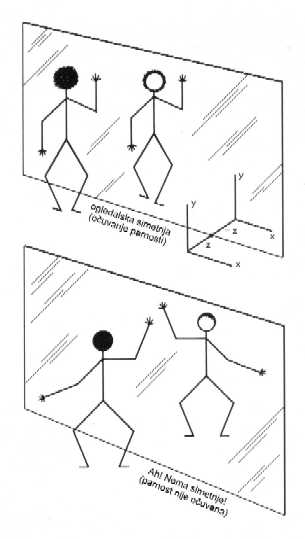 y
y
z
z
x
x
ogledalska simetrija
(očuvanje parnosti)
Ah! Nema simetrije!
(parnost nije očuvana)